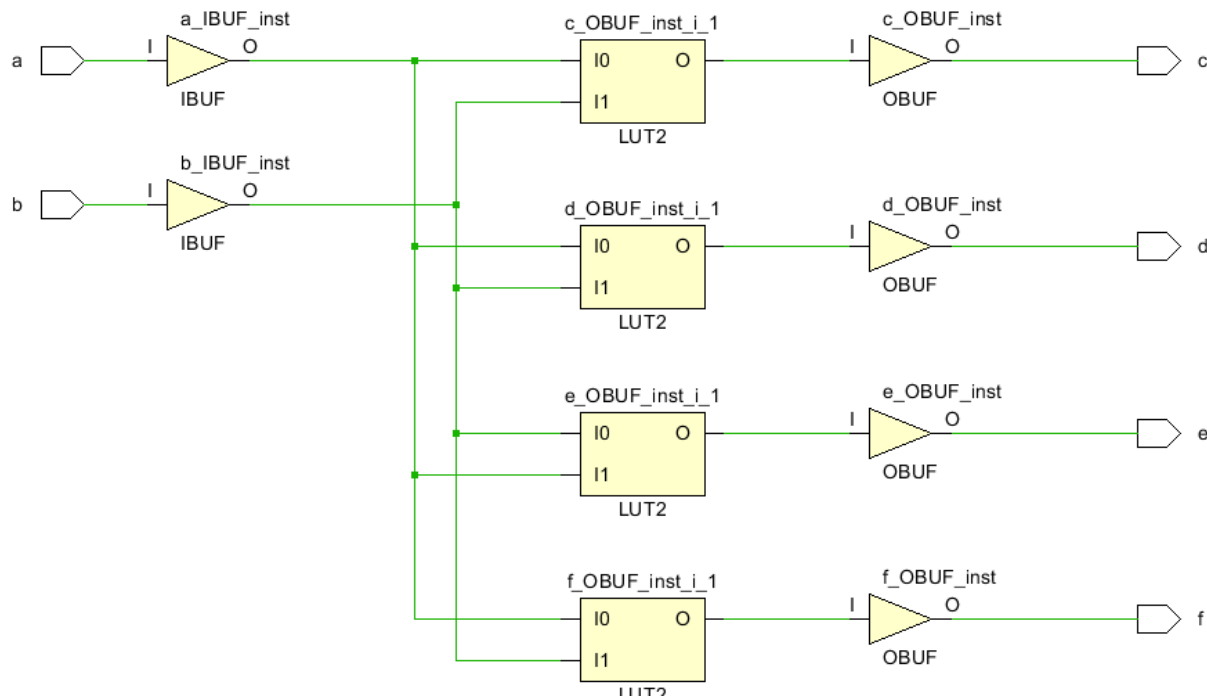 a_IBUF_inst
c_OBUF_inst_i_1
c_OBUF_inst
a
I
O
I0
O
I
O
c
IBUF
I1
OBUF
LUT2
b_IBUF_inst
b
I
O
d_OBUF_inst_i_1
d_OBUF_inst
IBUF
I0
O
I
O
d
I1
OBUF
LUT2
e_OBUF_inst_i_1
e_OBUF_inst
I0
O
I
O
e
I1
OBUF
LUT2
f_OBUF_inst_i_1
f_OBUF_inst
I0
O
I
O
f
I1
OBUF
LUT2